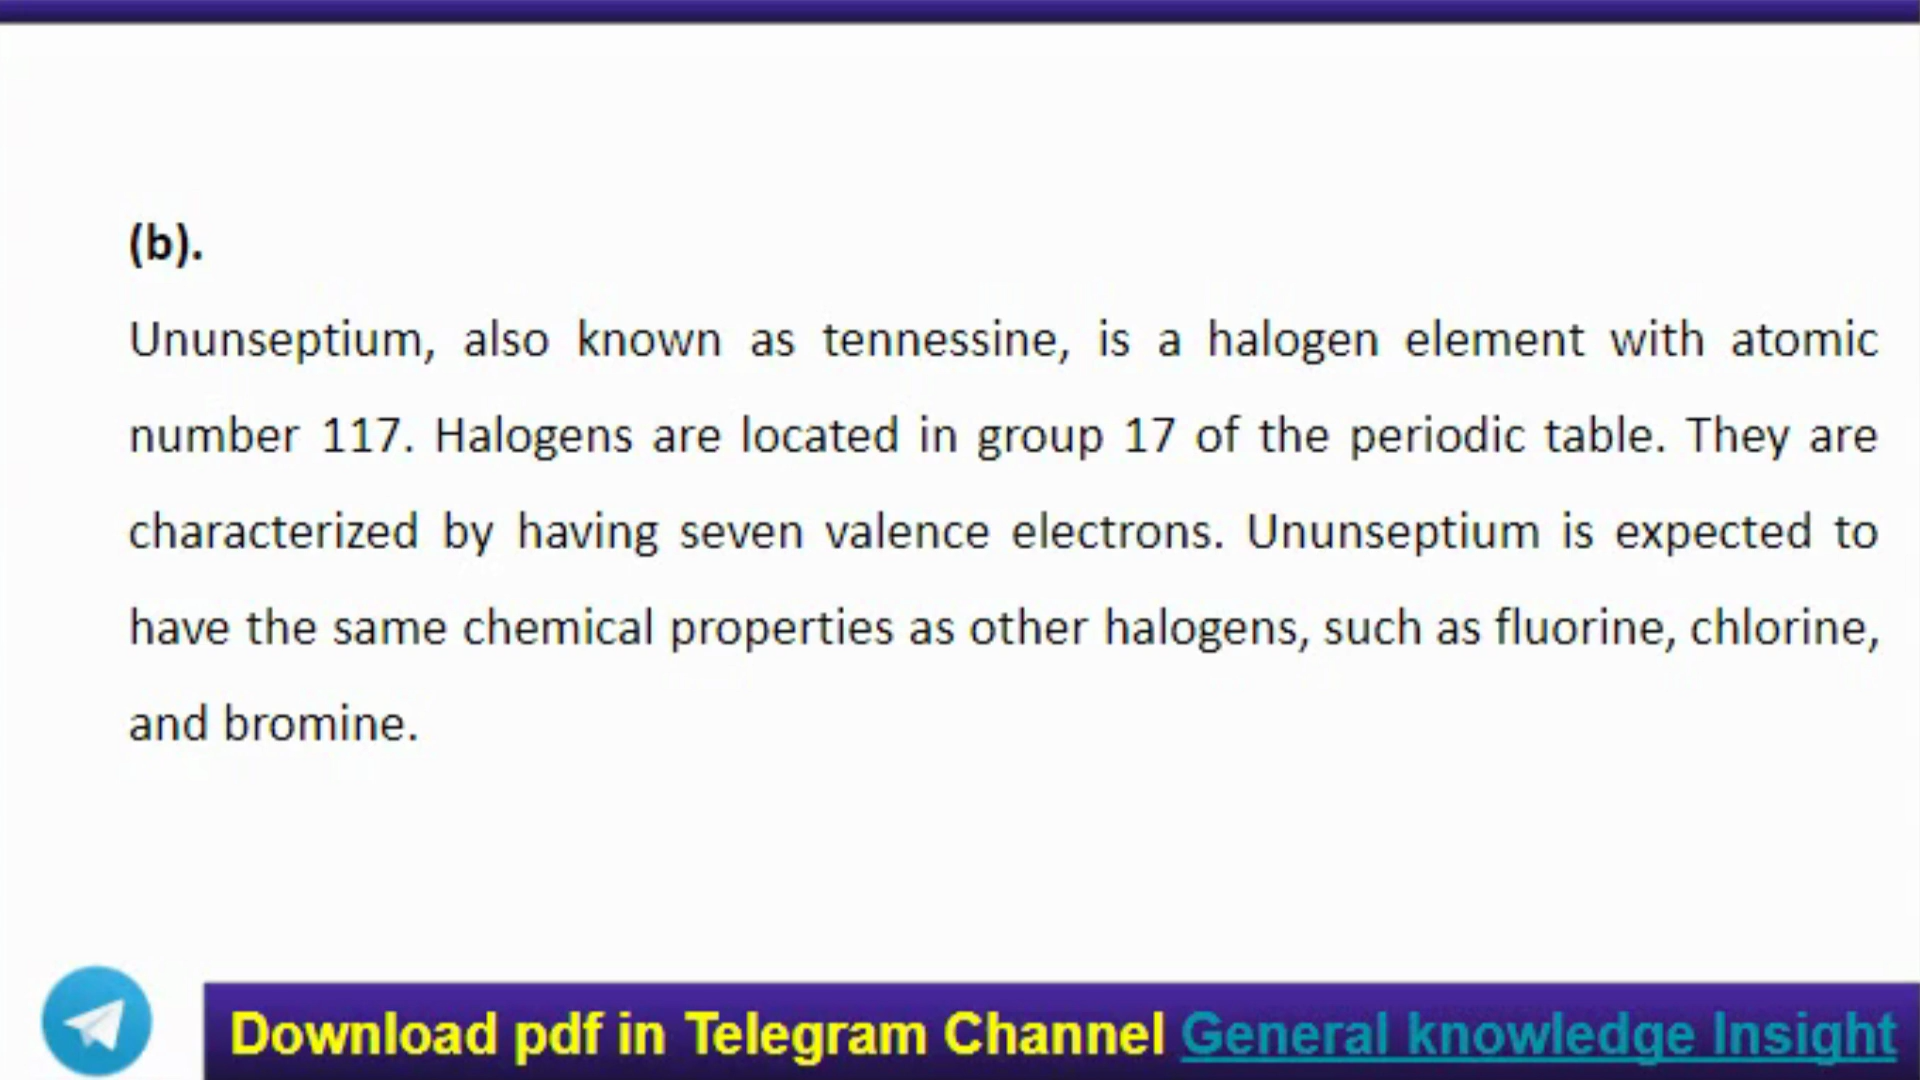 (b).
Ununseptium, also known as tennessine, is a halogen element with atomic
number 117. Halogens are located in group 17 of the periodic table. They are
characterized by having seven valence electrons. Ununseptium is expected to
have the same chemical properties as other halogens, such as fluorine, chlorine,
and bromine.
Download pdf in Telegram Channel General knowledge Insight